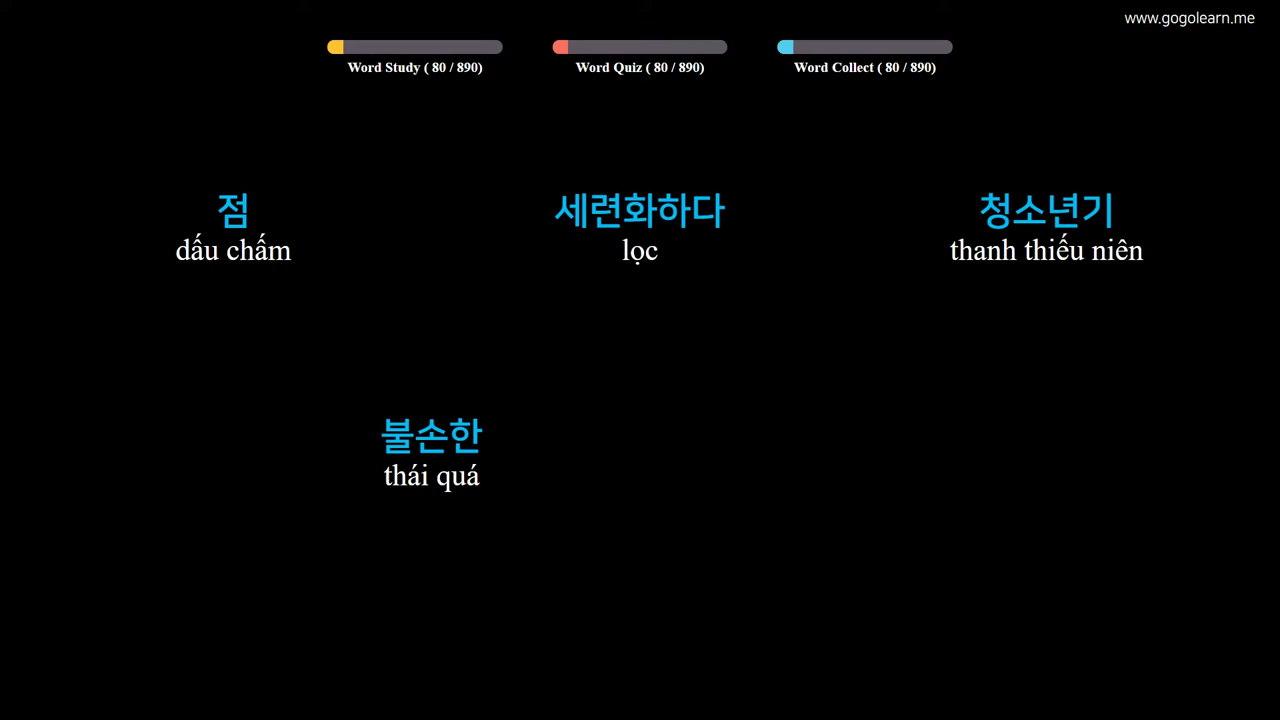 www.gogolearn.me
Word Study ( 80 / 890)
Word Quiz ( 80 / 890)
Word Collect ( 80 / 890)
점
dấu chấm
세련화하다
lọc
청소년기
thanh thiếu niên
불손한
thái quá